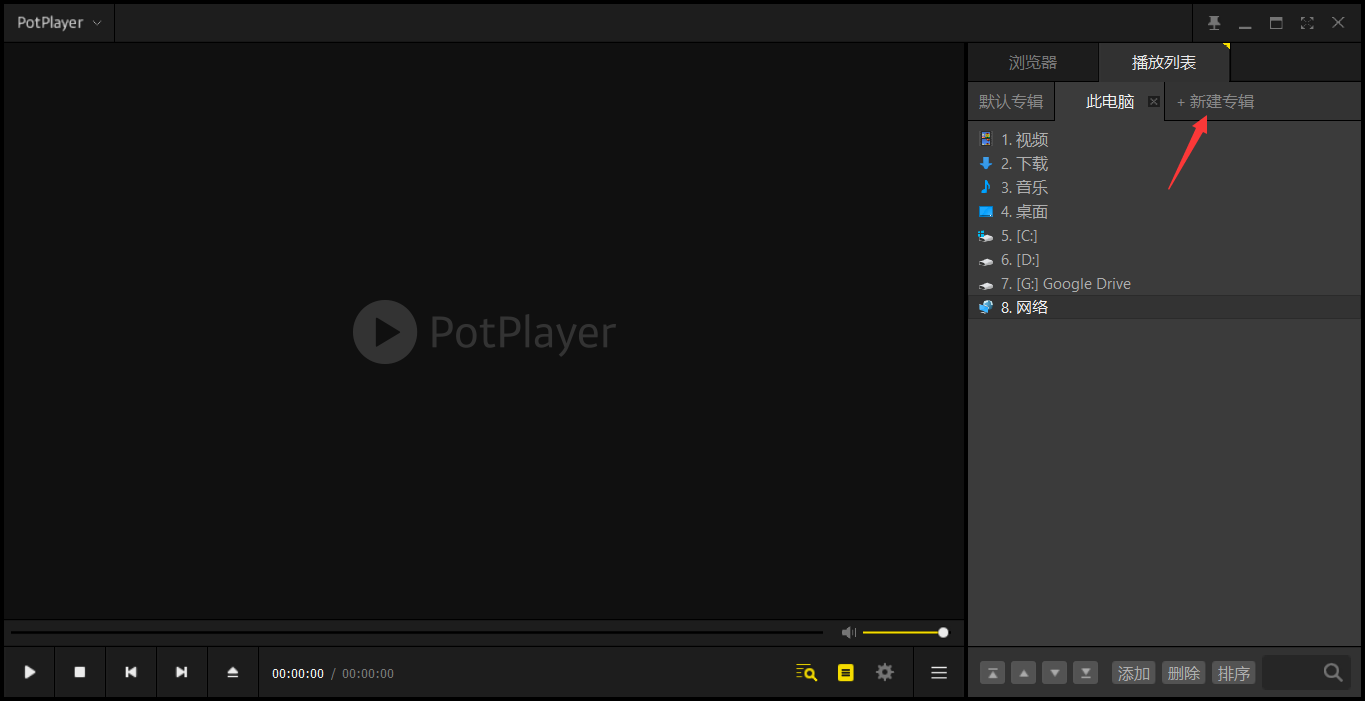 PotPlayer
浏览器
播放列表
默认专辑
此电脑
+ 新建专辑
1. 视频
2. 下载
3. 音乐
4. 桌面
5. [C:]
6. [D:]
7. [G:] Google Drive
8. 网络
PotPlayer
00:00:00 / 00:00:00
添加
删除
排序